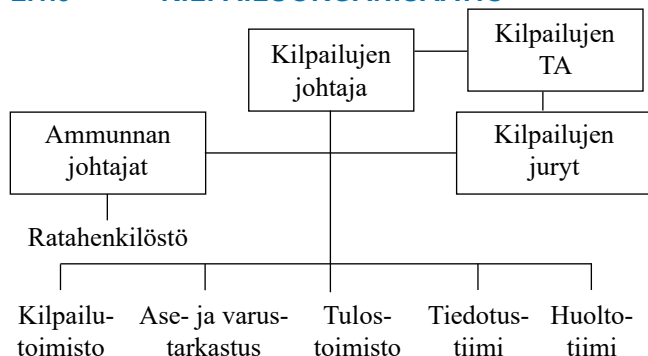 Kilpailujen
johtaja
Kilpailujen
TA
Ammunnan
johtajat
Kilpailujen
juryt
Ratahenkilöstö
Kilpailu-
toimisto
Ase- ja varus-
tarkastus
Tulos-
toimisto
Tiedotus-
tiimi
Huolto-
tiimi